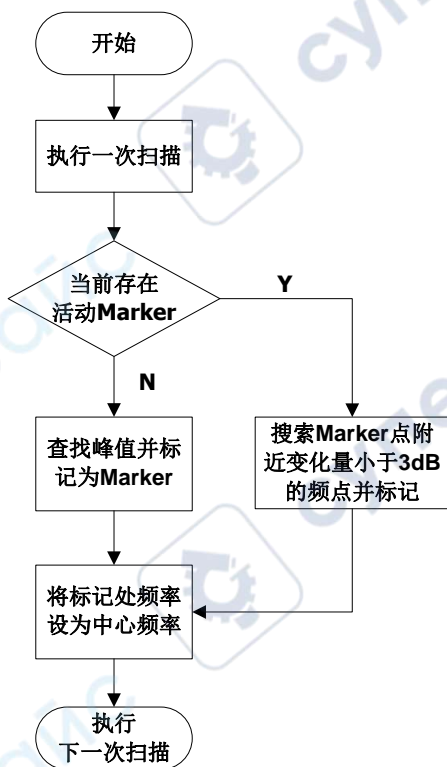 开始
执行一次扫描
当前存在
活动Marker
Y
N
查找峰值并标
记为Marker
搜索Marker点附
近变化量小于3dB
的频点并标记
将标记处频率
设为中心频率
执行
下一次扫描